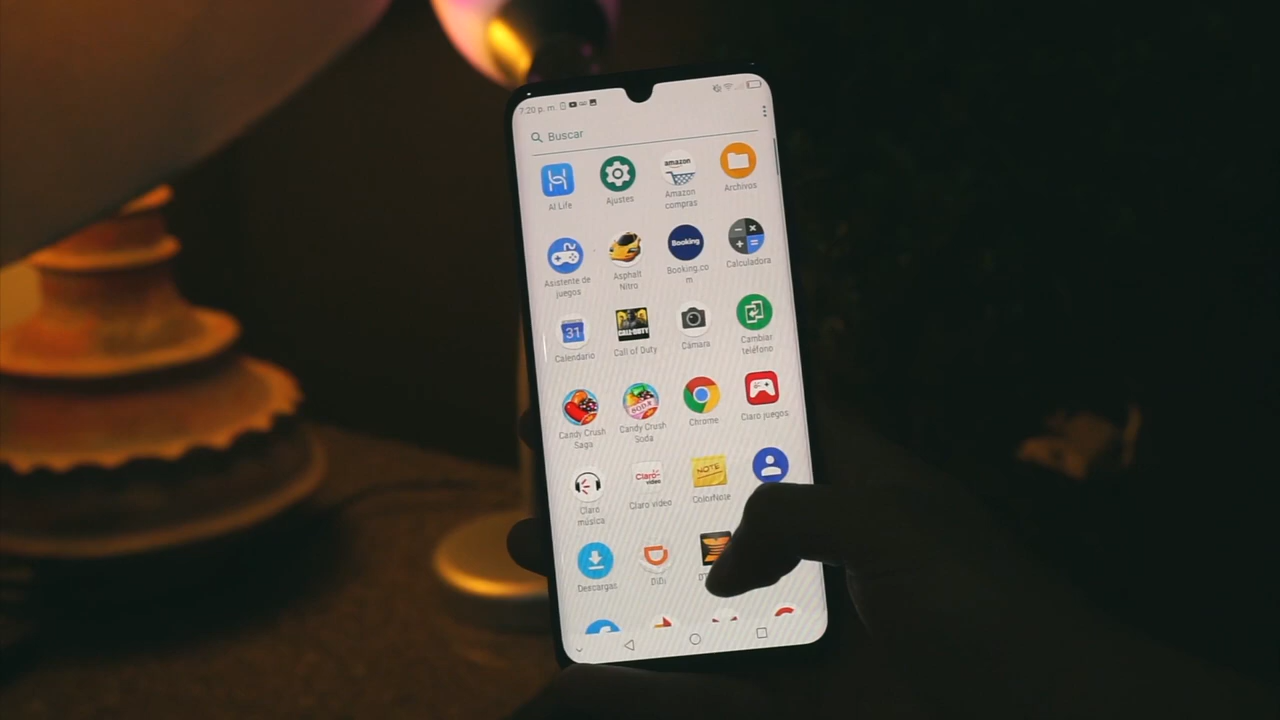 7:20 p. m.
Buscar
AI Life
Ajustes
amazon
Amazon
compras
Archivos
Asistente de
juegos
Asphalt
Nitro
Booking
Booking.co
m
Calculadora
31
Calendario
CALL OF DUTY
Call of Duty
Cámara
Cambiar
teléfono
Candy Crush
Saga
SODA
Candy Crush
Soda
Chrome
Claro juegos
Claro
música
Claro
video
Claro video
NOTE
ColorNote
Descargas
DiDi